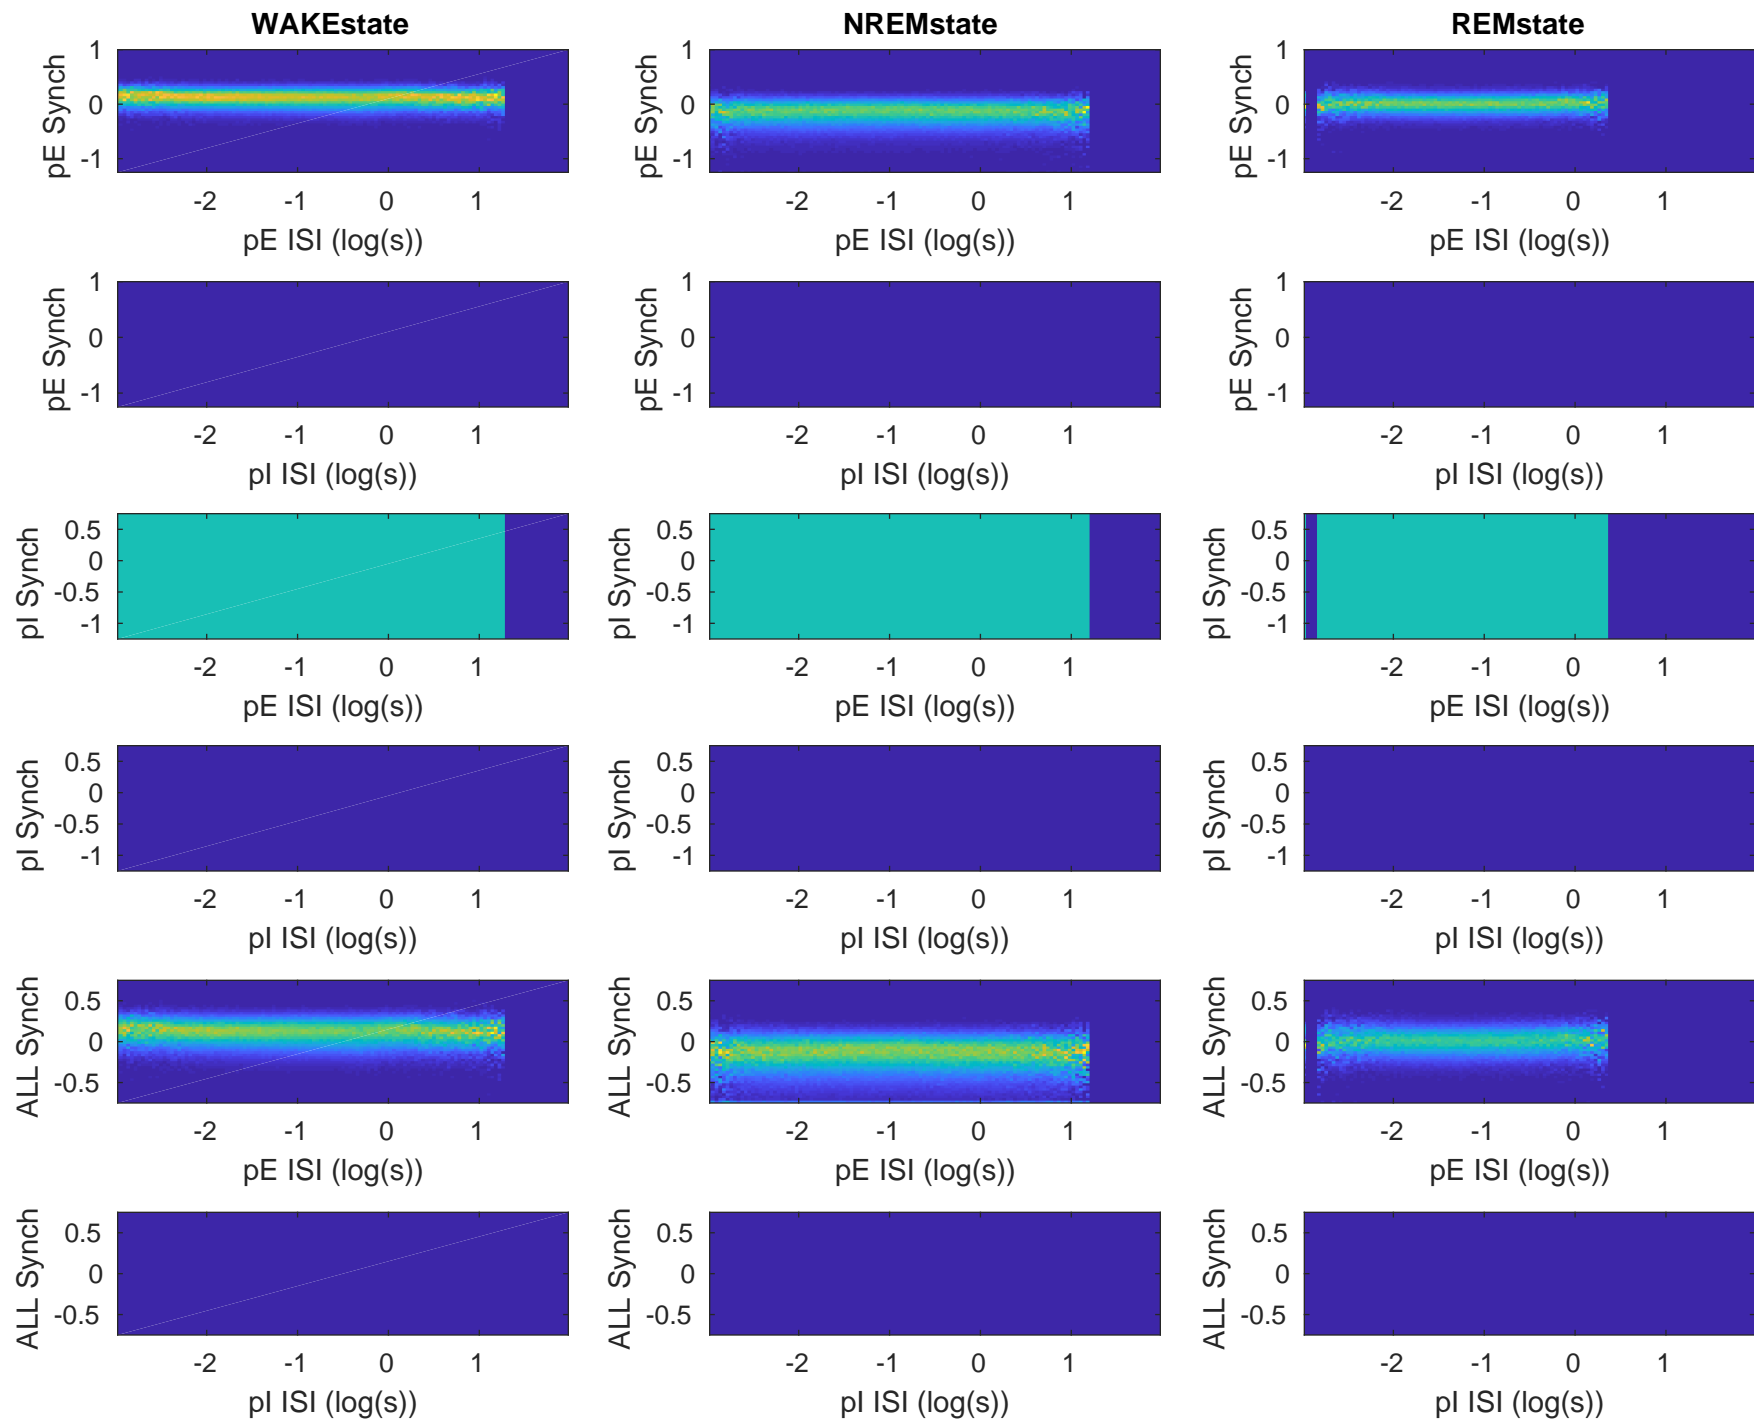 WAKEstate NREMstate REMstate
1 1 1
pE Synch pE Synch pE Synch
0 0 0
-1 -1 -1
-2 -1 0 1 -2 -1 0 1 -2 -1 0 1
pE ISI (log(s)) pE ISI (log(s)) pE ISI (log(s))
1 1 1
pE Synch pE Synch pE Synch
0 0 0
-1 -1 -1
-2 -1 0 1 -2 -1 0 1 -2 -1 0 1
pI ISI (log(s)) pI ISI (log(s)) pI ISI (log(s))
0.5 0.5 0.5
pI Synch pI Synch pI Synch
0 0 0
-0.5 -0.5 -0.5
-1 -1 -1
-2 -1 0 1 -2 -1 0 1 -2 -1 0 1
pE ISI (log(s)) pE ISI (log(s)) pE ISI (log(s))
0.5 0.5 0.5
pI Synch pI Synch pI Synch
0 0 0
-0.5 -0.5 -0.5
-1 -1 -1
-2 -1 0 1 -2 -1 0 1 -2 -1 0 1
pI ISI (log(s)) pI ISI (log(s)) pI ISI (log(s))
0.5 0.5 0.5
ALL Synch ALL Synch ALL Synch
0 0 0
-0.5 -0.5 -0.5
-2 -1 0 1 -2 -1 0 1 -2 -1 0 1
pE ISI (log(s)) pE ISI (log(s)) pE ISI (log(s))
0.5 0.5 0.5
ALL Synch ALL Synch ALL Synch
0 0 0
-0.5 -0.5 -0.5
-2 -1 0 1 -2 -1 0 1 -2 -1 0 1
pI ISI (log(s)) pI ISI (log(s)) pI ISI (log(s))